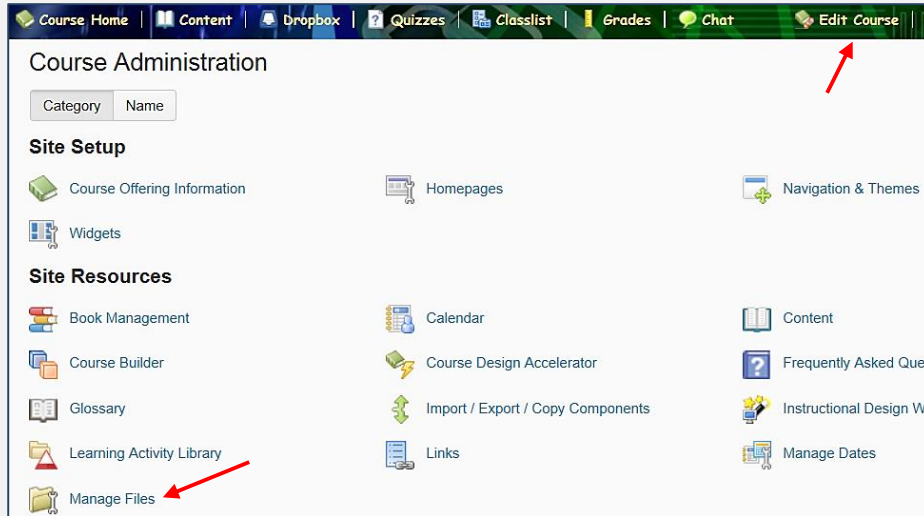 Course Home | Content | Dropbox | Quizzes | Classlist | Grades | Chat Edit Course |
Course Administration
Category Name
Site Setup
Course Offering Information Homepages Navigation & Themes
Widgets
Site Resources
Book Management Calendar Content
Course Builder Course Design Accelerator Frequently Asked Que
Glossary Import / Export / Copy Components Instructional Design W
Learning Activity Library Links Manage Dates
Manage Files